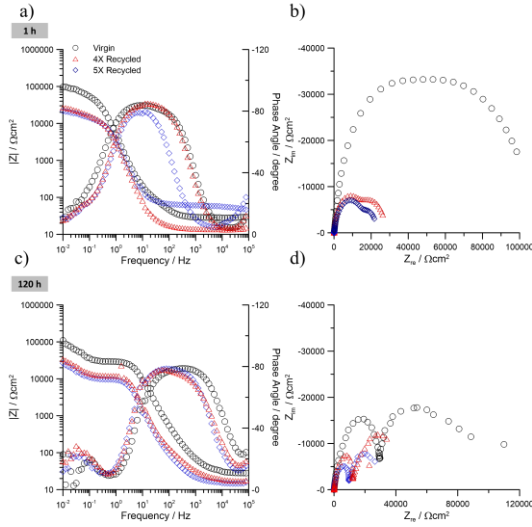 a)
1 h
Virgin
4X Recycled
5X Recycled
|Z| / Ωcm²
1000000
100000
10000
1000
100
10
10⁻² 10⁻¹ 10⁰ 10¹ 10² 10³ 10⁴ 10⁵
Frequency / Hz
-120
-80
-40
0
Phase Angle / degree
b)
Z_im / Ωcm²
-40000
-30000
-20000
-10000
-0
0 20000 40000 60000 80000 100000
Z_re / Ωcm²
c)
120 h
|Z| / Ωcm²
1000000
100000
10000
1000
100
10
10⁻² 10⁻¹ 10⁰ 10¹ 10² 10³ 10⁴ 10⁵
Frequency / Hz
-120
-80
-40
-0
Phase Angle / degree
d)
Z_im / Ωcm²
-40000
-30000
-20000
-10000
-0
0 40000 80000 120000
Z_re / Ωcm²